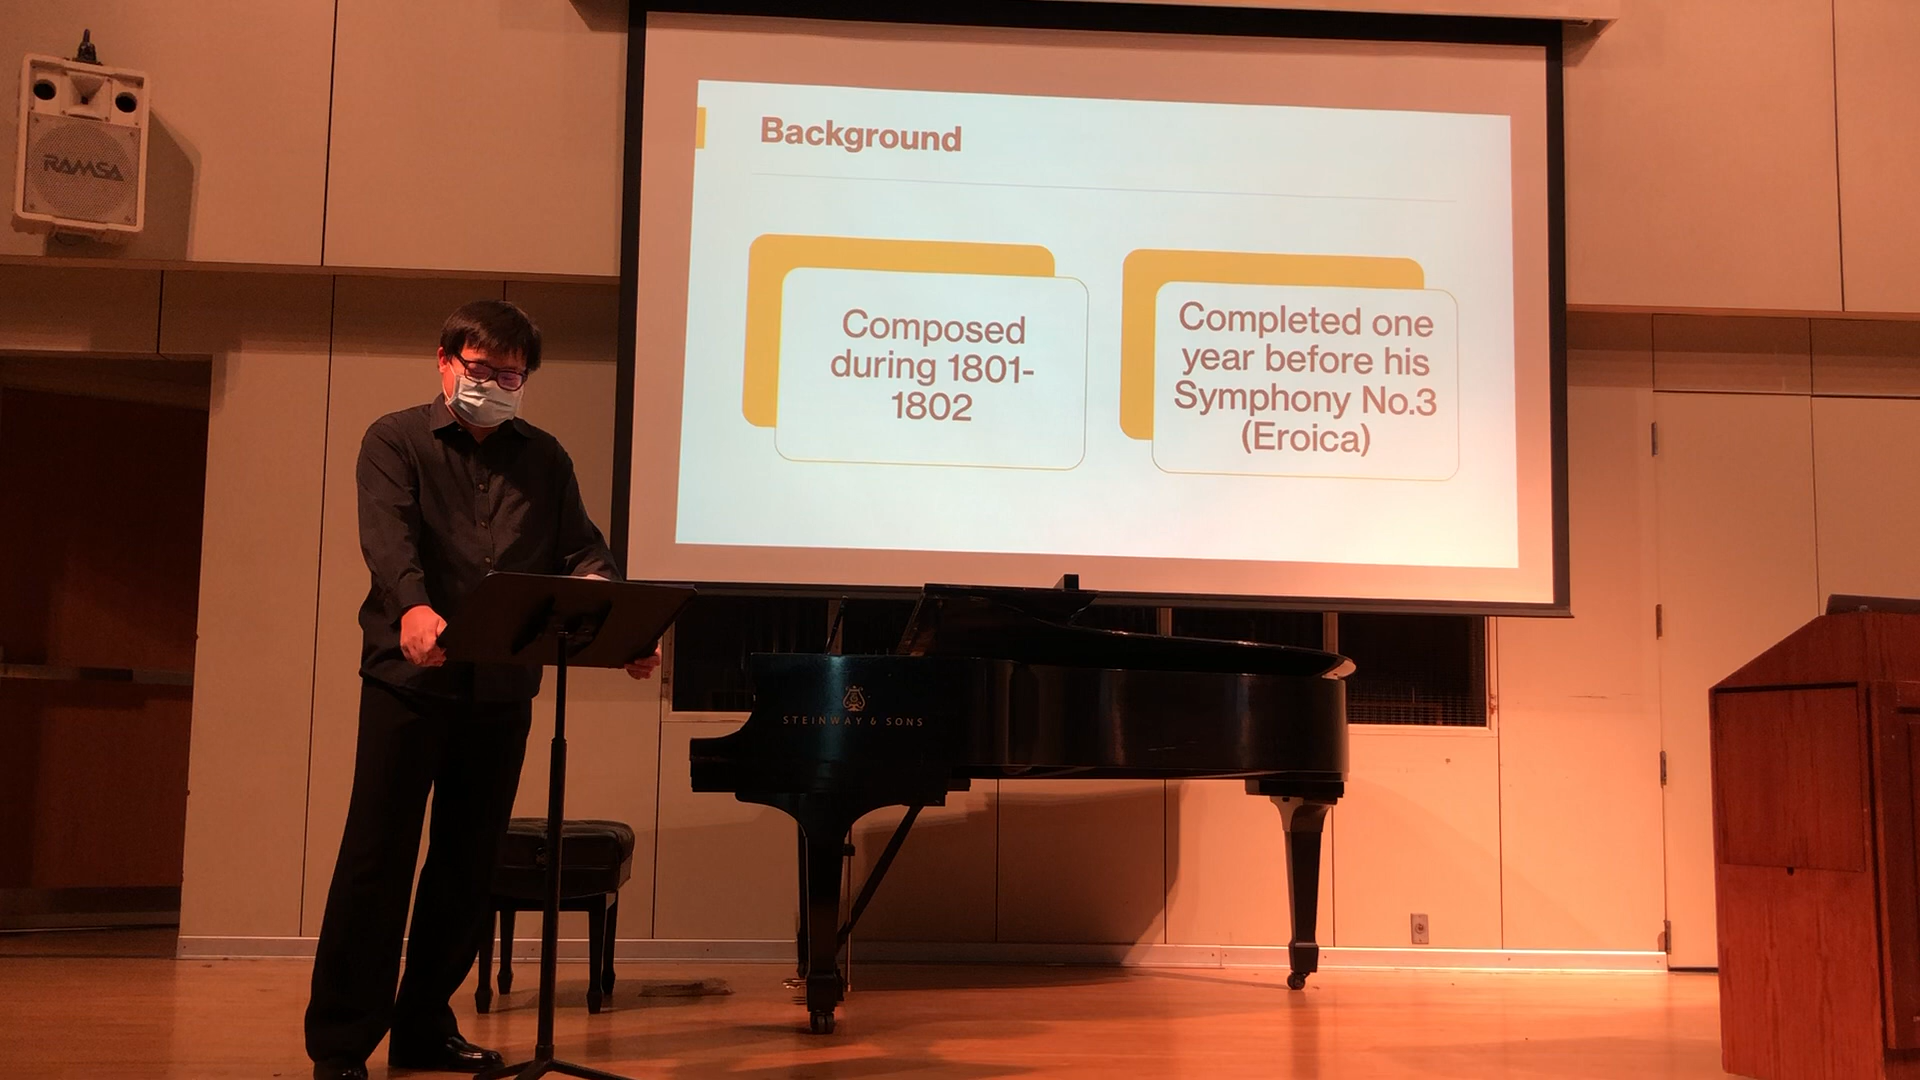 RAMSA
Background
Composed
during 1801-
1802
Completed one
year before his
Symphony No.3
(Eroica)
STEINWAY & SONS